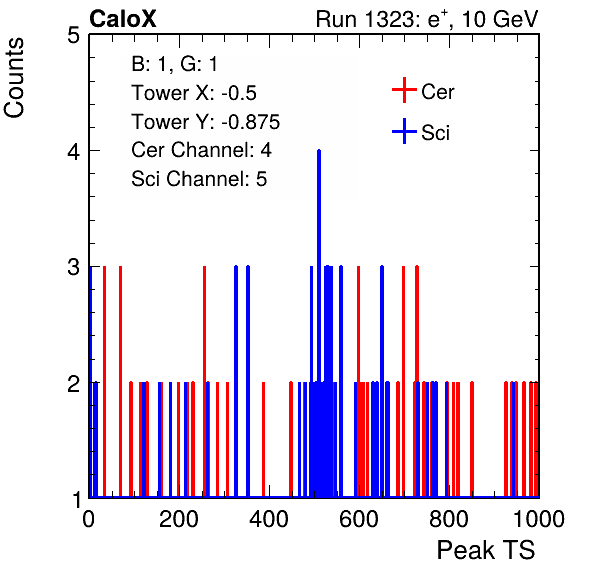 CaloX Run 1323: e⁺, 10 GeV
Counts
B: 1, G: 1
Tower X: -0.5
Tower Y: -0.875
Cer Channel: 4
Sci Channel: 5
Cer
Sci
5
4
3
2
1
0 200 400 600 800 1000
Peak TS